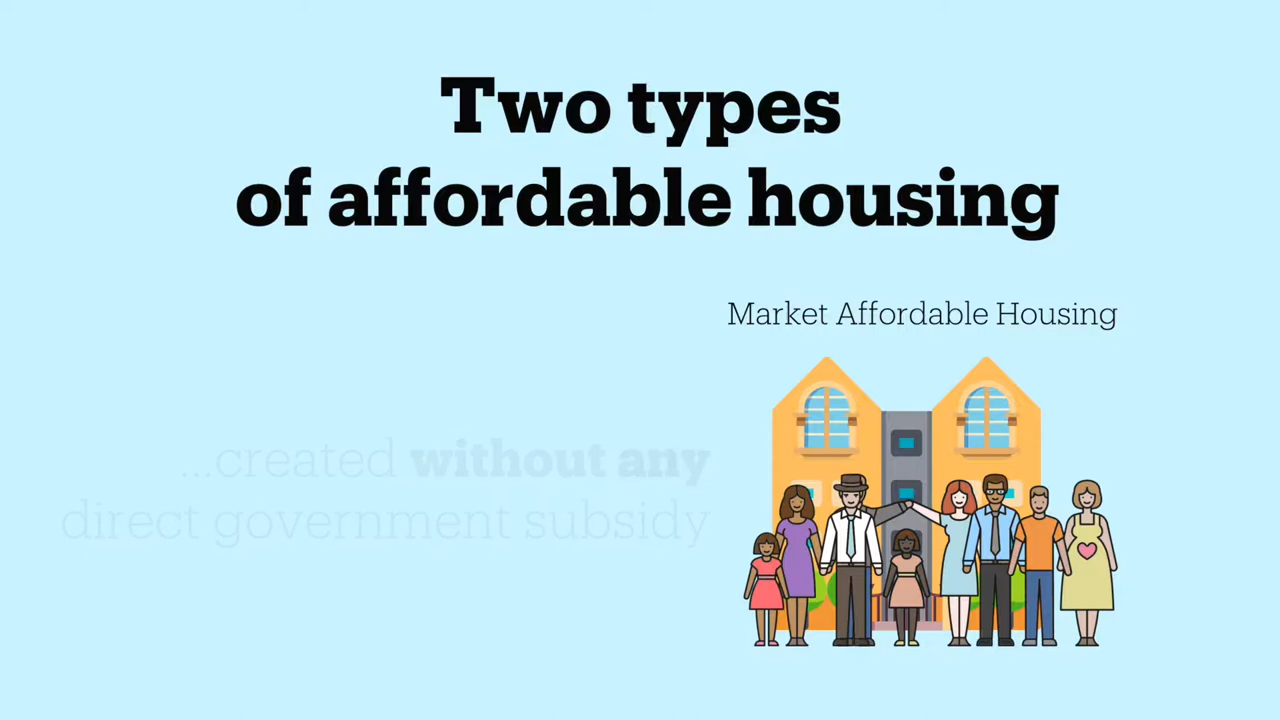 Two types
of affordable housing
Market Affordable Housing
...created without any
direct government subsidy